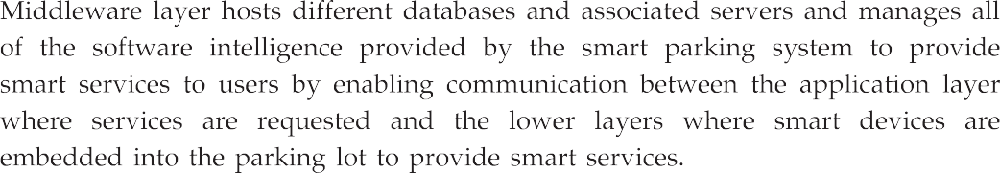 Middleware layer hosts different databases and associated servers and manages all
of the software intelligence provided by the smart parking system to provide
smart services to users by enabling communication between the application layer
where services are requested and the lower layers where smart devices are
embedded into the parking lot to provide smart services.